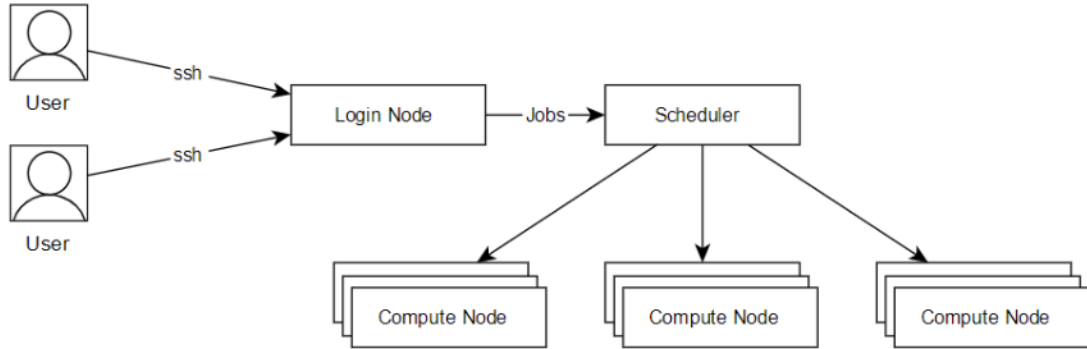 ssh
User
Login Node
Jobs
Scheduler
ssh
User
Compute Node
Compute Node
Compute Node